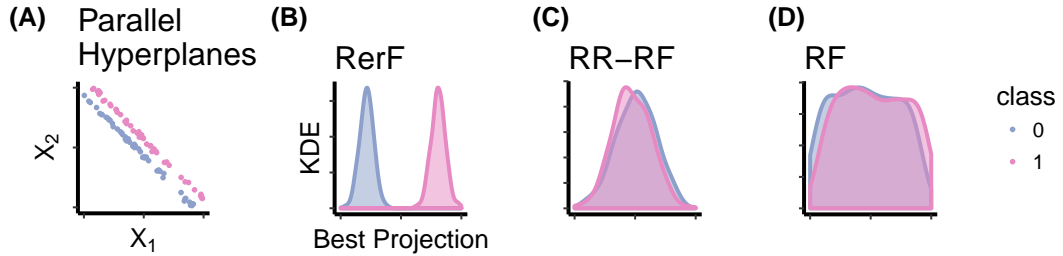 (A)
Parallel
Hyperplanes
X2
X1
(B)
RerF
KDE
Best Projection
(C)
RR−RF
(D)
RF
class
0
1